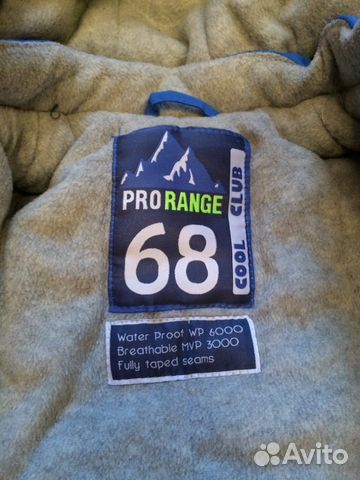 PRO RANGE
68
COOL CLUB
Water Proof WP 6000
Breathable MVP 3000
Fully taped seams
Avito